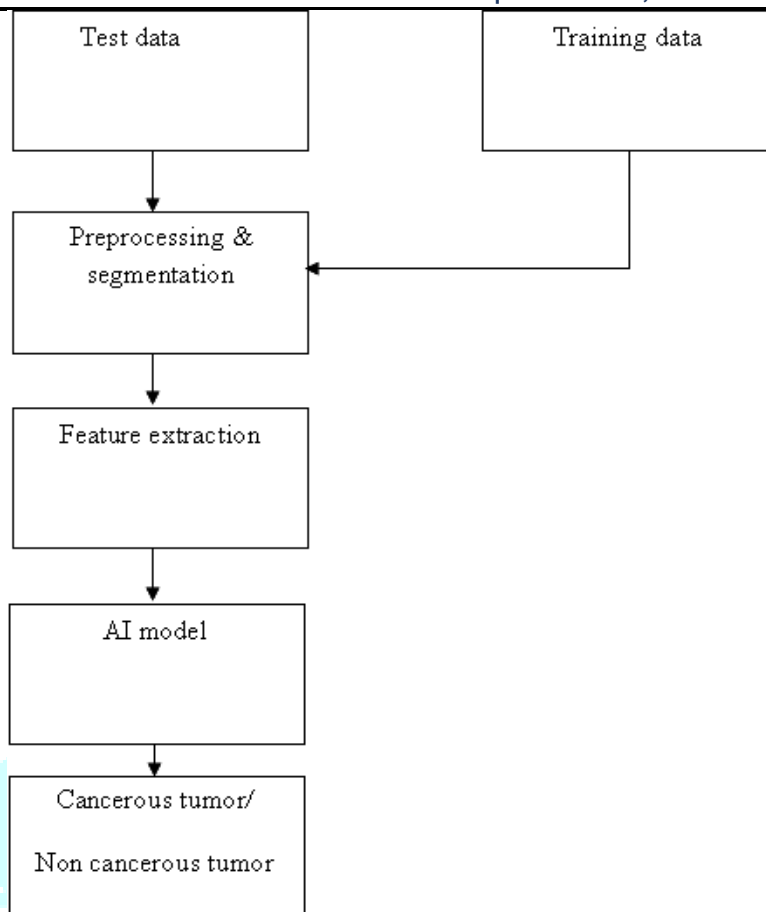 Test data
Training data
Preprocessing &
segmentation
Feature extraction
AI model
Cancerous tumor/
Non cancerous tumor